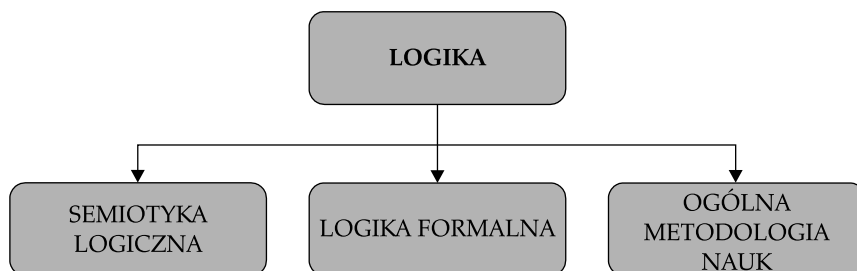 LOGIKA
SEMIOTYKA
LOGICZNA
LOGIKA FORMALNA
OGÓLNA
METODOLOGIA
NAUK